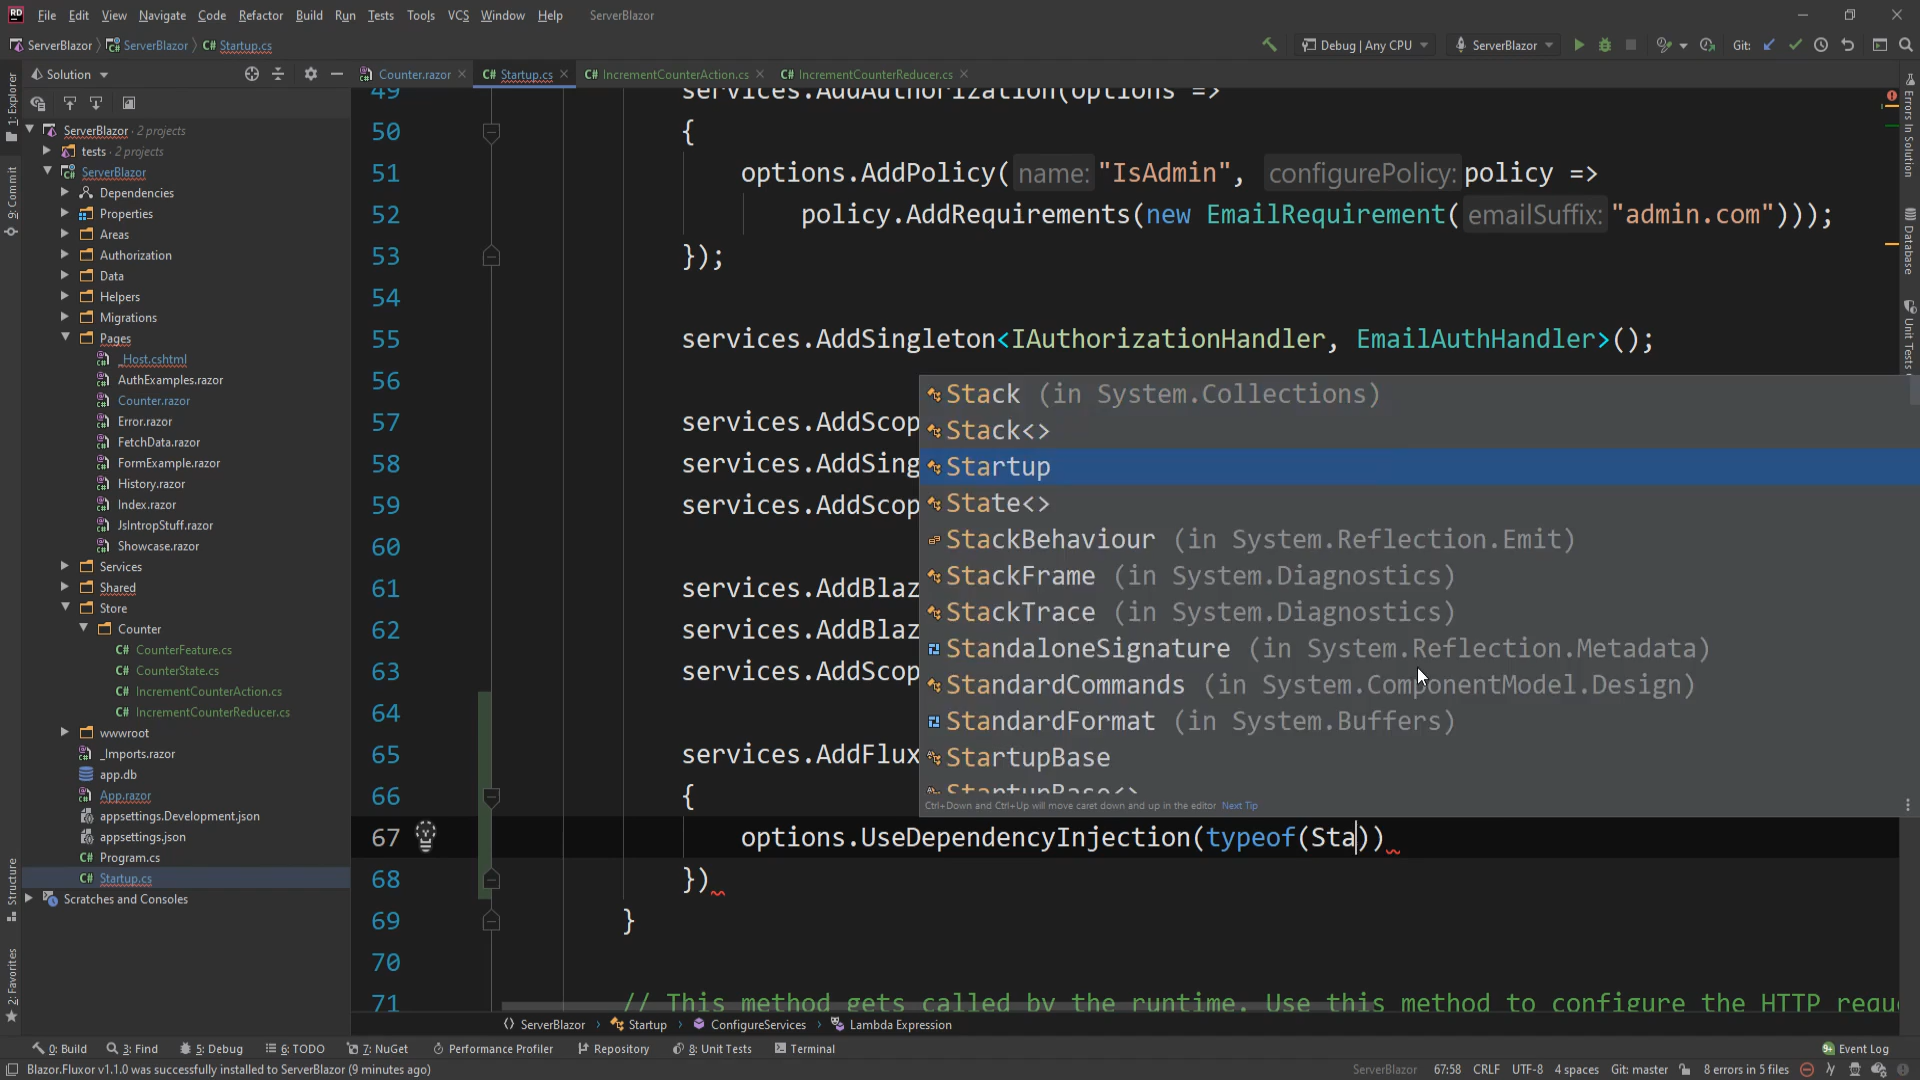 File Edit View Navigate Code Refactor Build Run Tests Tools VCS Window Help ServerBlazor
ServerBlazor ServerBlazor C# Startup.cs Debug | Any CPU ServerBlazor Git:
Solution
C# Startup.cs
Counter.razor
C# IncrementCounterAction.cs
C# IncrementCounterReducer.cs
1: Explorer
9: Commit
Structure
2: Favorites
Errors In Solution
Database
Unit Tests
ServerBlazor · 2 projects
tests · 2 projects
ServerBlazor
Dependencies
Properties
Areas
Authorization
Data
Helpers
Migrations
Pages
_Host.cshtml
AuthExamples.razor
Counter.razor
Error.razor
FetchData.razor
FormExample.razor
History.razor
Index.razor
JsIntropStuff.razor
Showcase.razor
Services
Shared
Store
Counter
C# CounterFeature.cs
C# CounterState.cs
C# IncrementCounterAction.cs
C# IncrementCounterReducer.cs
wwwroot
_Imports.razor
app.db
App.razor
appsettings.Development.json
appsettings.json
C# Program.cs
C# Startup.cs
Scratches and Consoles
49 services.AddAuthorization(options =>
50 {
51 options.AddPolicy( name: "IsAdmin", configurePolicy: policy =>
52 policy.AddRequirements(new EmailRequirement( emailSuffix: "admin.com")));
53 });
54
55 services.AddSingleton<IAuthorizationHandler, EmailAuthHandler>();
56
57 services.AddScop
58 services.AddSing
59 services.AddScop
60
61 services.AddBlaz
62 services.AddBlaz
63 services.AddScop
64
65 services.AddFlux
66 {
67 options.UseDependencyInjection(typeof(Sta))
68 })
69 }
70
71 // This method gets called by the runtime. Use this method to configure the HTTP requ
Stack (in System.Collections)
Stack<>
Startup
State<>
StackBehaviour (in System.Reflection.Emit)
StackFrame (in System.Diagnostics)
StackTrace (in System.Diagnostics)
StandaloneSignature (in System.Reflection.Metadata)
StandardCommands (in System.ComponentModel.Design)
StandardFormat (in System.Buffers)
StartupBase
StartupBase<>
Ctrl+Down and Ctrl+Up will move caret down and up in the editor Next Tip
ServerBlazor Startup ConfigureServices Lambda Expression
0: Build 3: Find 5: Debug 6: TODO 7: NuGet Performance Profiler Repository 8: Unit Tests Terminal 9+ Event Log
Blazor.Fluxor v1.1.0 was successfully installed to ServerBlazor (9 minutes ago) ServerBlazor 67:58 CRLF UTF-8 4 spaces Git: master 8 errors in 5 files